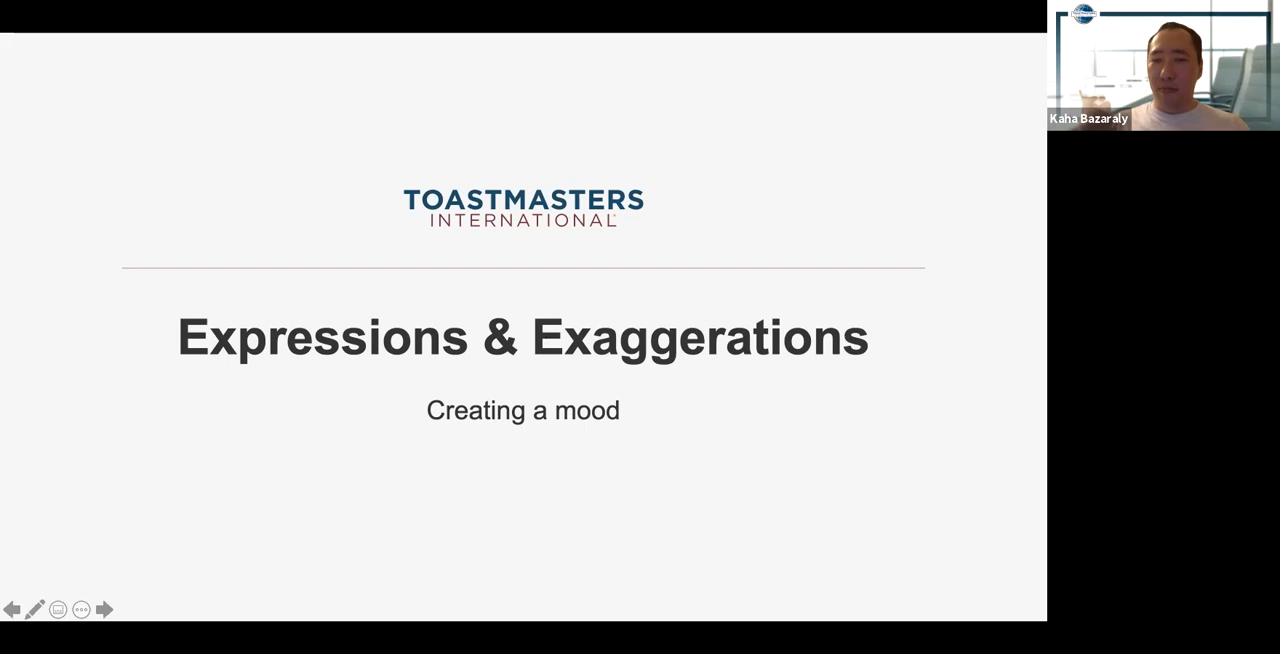 TOASTMASTERS
INTERNATIONAL
Expressions & Exaggerations
Creating a mood
Kaha Bazaraly